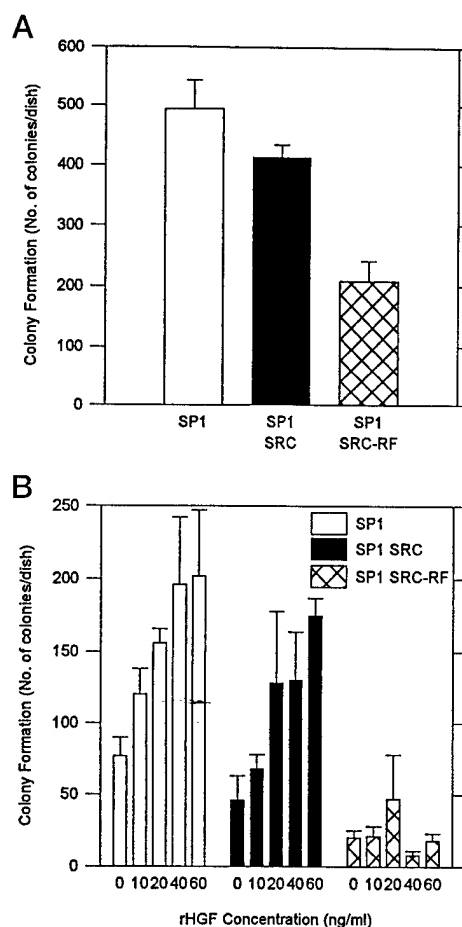 A
Colony Formation (No. of colonies/dish)
600
500
400
300
200
100
0
SP1
SP1
SRC
SP1
SRC-RF
B
Colony Formation (No. of colonies/dish)
250
200
150
100
50
0
SP1
SP1 SRC
SP1 SRC-RF
0 10 20 40 60 0 10 20 40 60 0 10 20 40 60
rHGF Concentration (ng/ml)